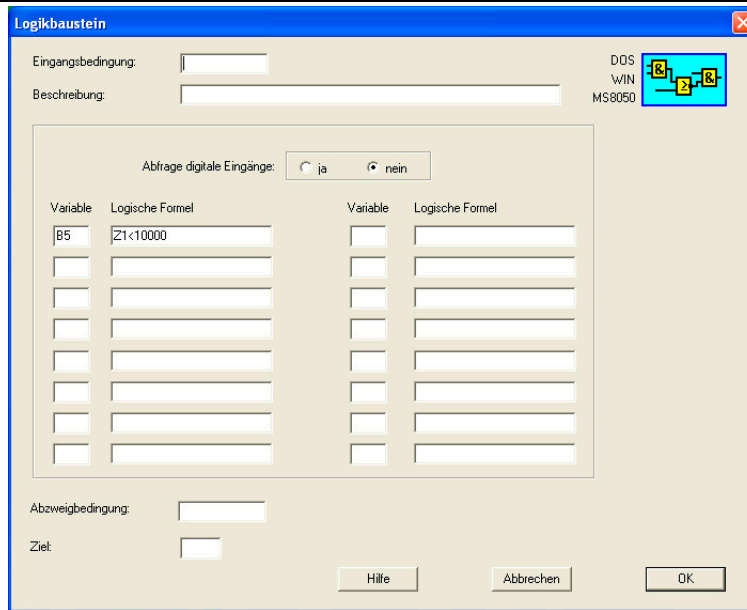 Logikbaustein
Eingangsbedingung:
DOS
WIN
MS8050
Beschreibung:
& ≥ &
Abfrage digitale Eingänge: ja nein
Variable Logische Formel Variable Logische Formel
B5 Z1<10000
Abzweigbedingung:
Ziel:
Hilfe Abbrechen OK